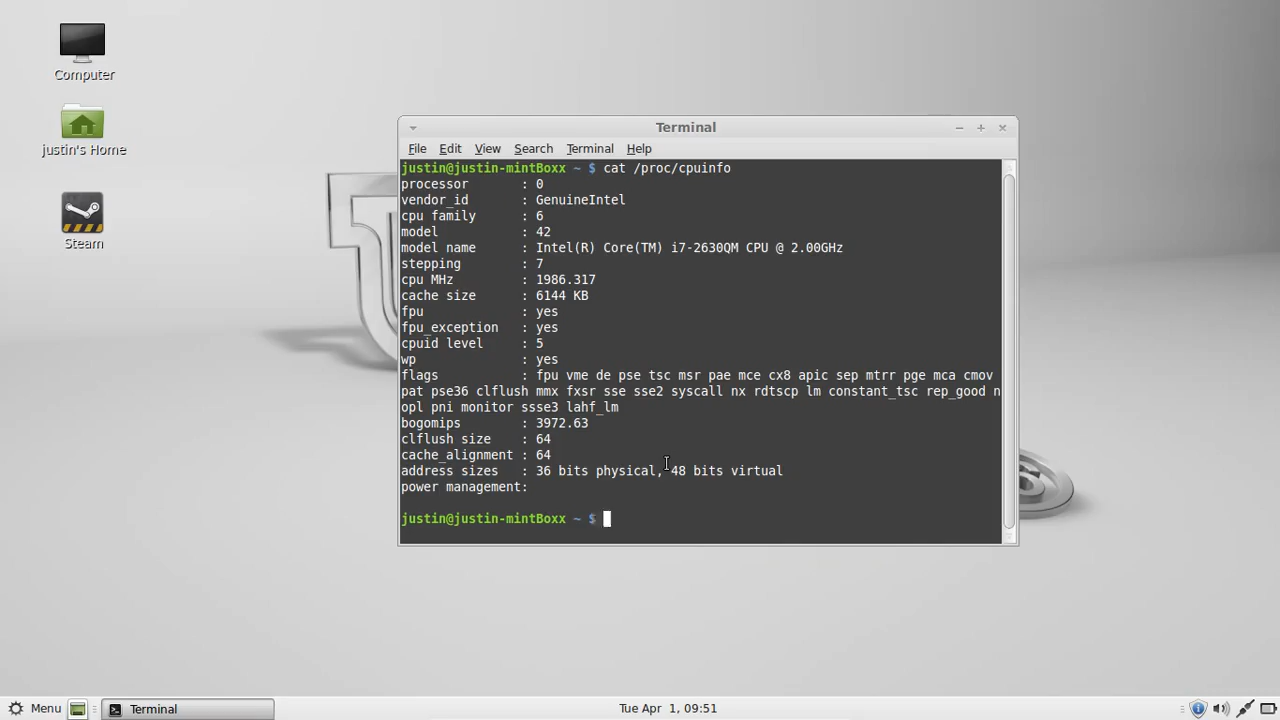 Computer
justin's Home
Steam
Terminal
File Edit View Search Terminal Help
justin@justin-mintBoxx ~ $ cat /proc/cpuinfo
processor : 0
vendor_id : GenuineIntel
cpu family : 6
model : 42
model name : Intel(R) Core(TM) i7-2630QM CPU @ 2.00GHz
stepping : 7
cpu MHz : 1986.317
cache size : 6144 KB
fpu : yes
fpu_exception : yes
cpuid level : 5
wp : yes
flags : fpu vme de pse tsc msr pae mce cx8 apic sep mtrr pge mca cmov
pat pse36 clflush mmx fxsr sse sse2 syscall nx rdtscp lm constant_tsc rep_good n
opl pni monitor ssse3 lahf_lm
bogomips : 3972.63
clflush size : 64
cache_alignment : 64
address sizes : 36 bits physical, 48 bits virtual
power management:
justin@justin-mintBoxx ~ $
Menu Terminal Tue Apr 1, 09:51